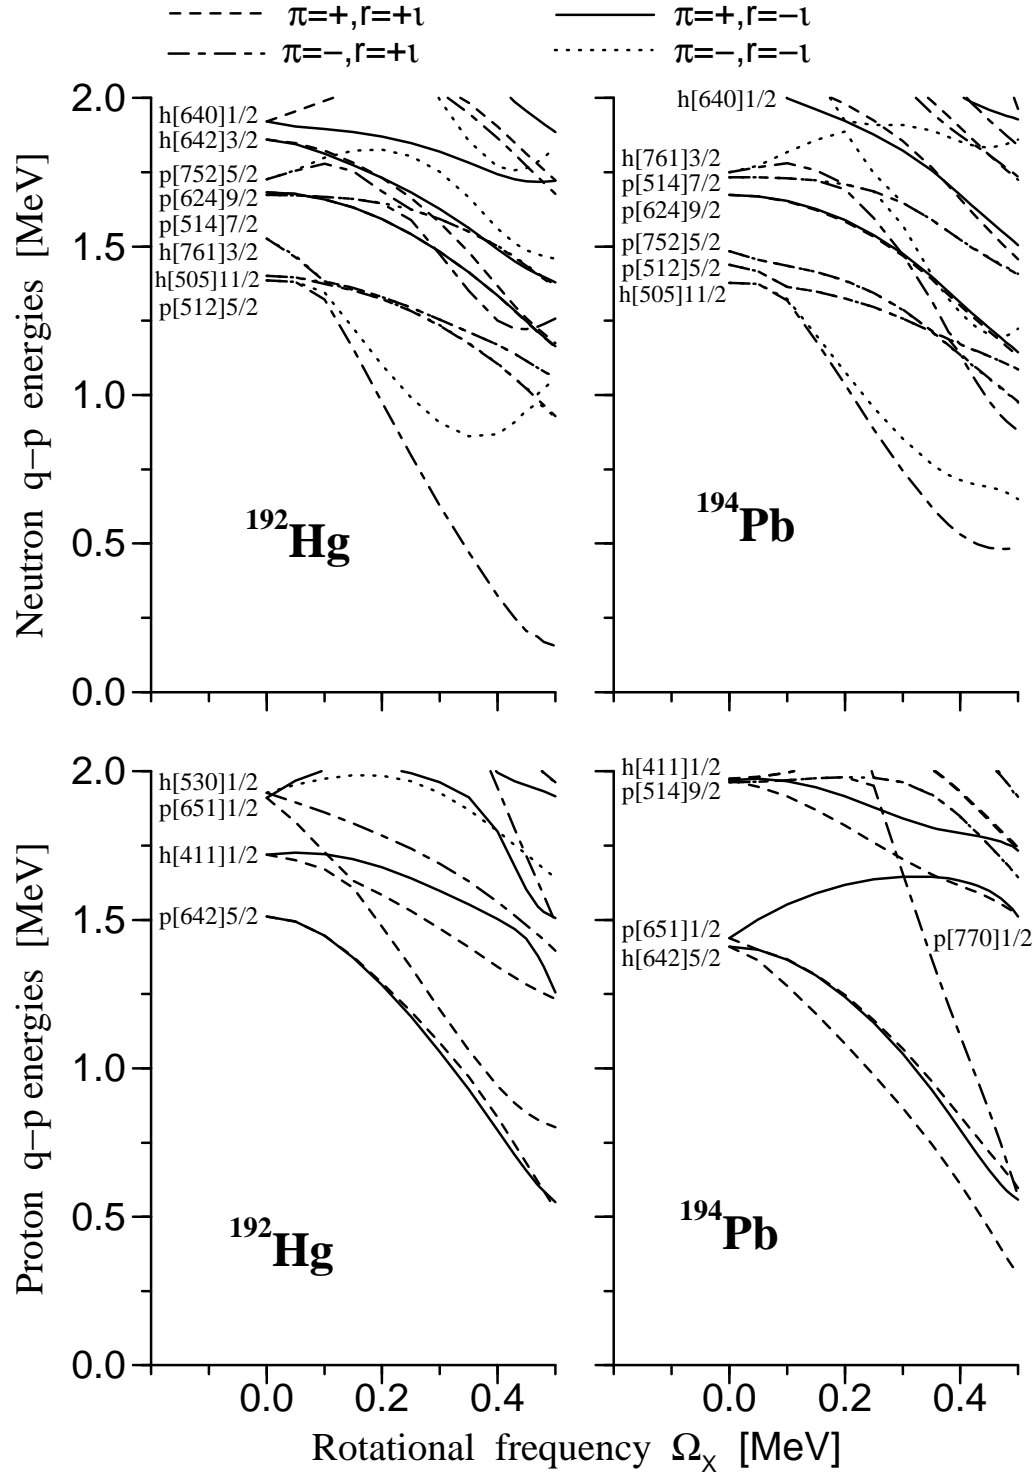 π=+,r=+ι π=+,r=−ι
π=−,r=+ι π=−,r=−ι
Neutron q−p energies [MeV]
2.0
1.5
1.0
0.5
0.0
h[640]1/2
h[642]3/2
p[752]5/2
p[624]9/2
p[514]7/2
h[761]3/2
h[505]11/2
p[512]5/2
192Hg
h[640]1/2
h[761]3/2
p[514]7/2
p[624]9/2
p[752]5/2
p[512]5/2
h[505]11/2
194Pb
Proton q−p energies [MeV]
2.0
1.5
1.0
0.5
0.0
h[530]1/2
p[651]1/2
h[411]1/2
p[642]5/2
192Hg
h[411]1/2
p[514]9/2
p[651]1/2
h[642]5/2
p[770]1/2
194Pb
0.0 0.2 0.4 0.0 0.2 0.4
Rotational frequency Ωx [MeV]